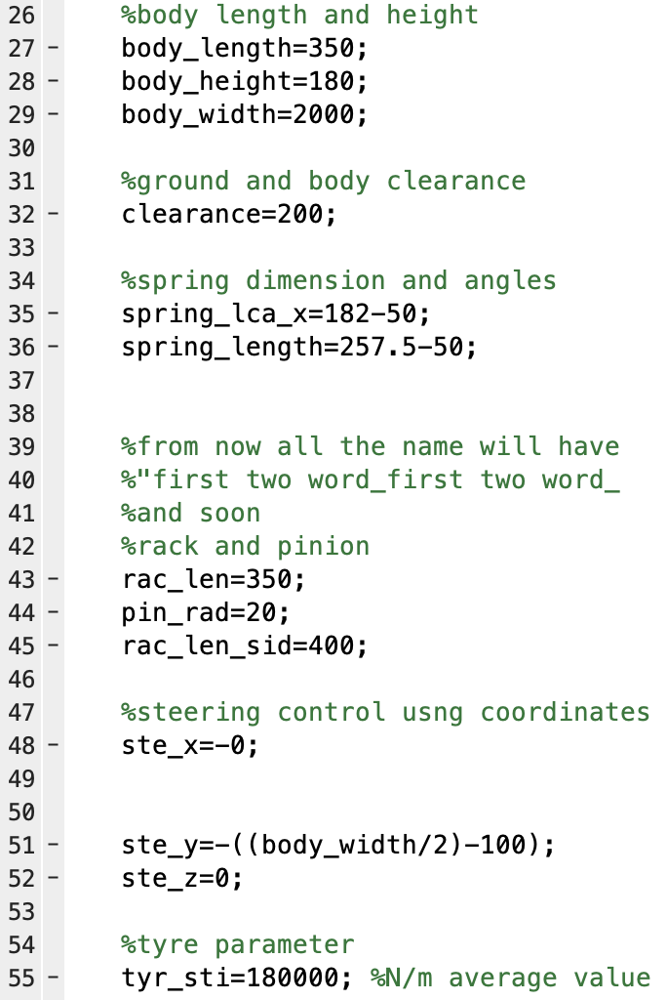 26 %body length and height
27 - body_length=350;
28 - body_height=180;
29 - body_width=2000;
30
31 %ground and body clearance
32 - clearance=200;
33
34 %spring dimension and angles
35 - spring_lca_x=182-50;
36 - spring_length=257.5-50;
37
38
39 %from now all the name will have
40 %"first two word_first two word_
41 %and soon
42 %rack and pinion
43 - rac_len=350;
44 - pin_rad=20;
45 - rac_len_sid=400;
46
47 %steering control usng coordinates
48 - ste_x=-0;
49
50
51 - ste_y=-((body_width/2)-100);
52 - ste_z=0;
53
54 %tyre parameter
55 - tyr_sti=180000; %N/m average value